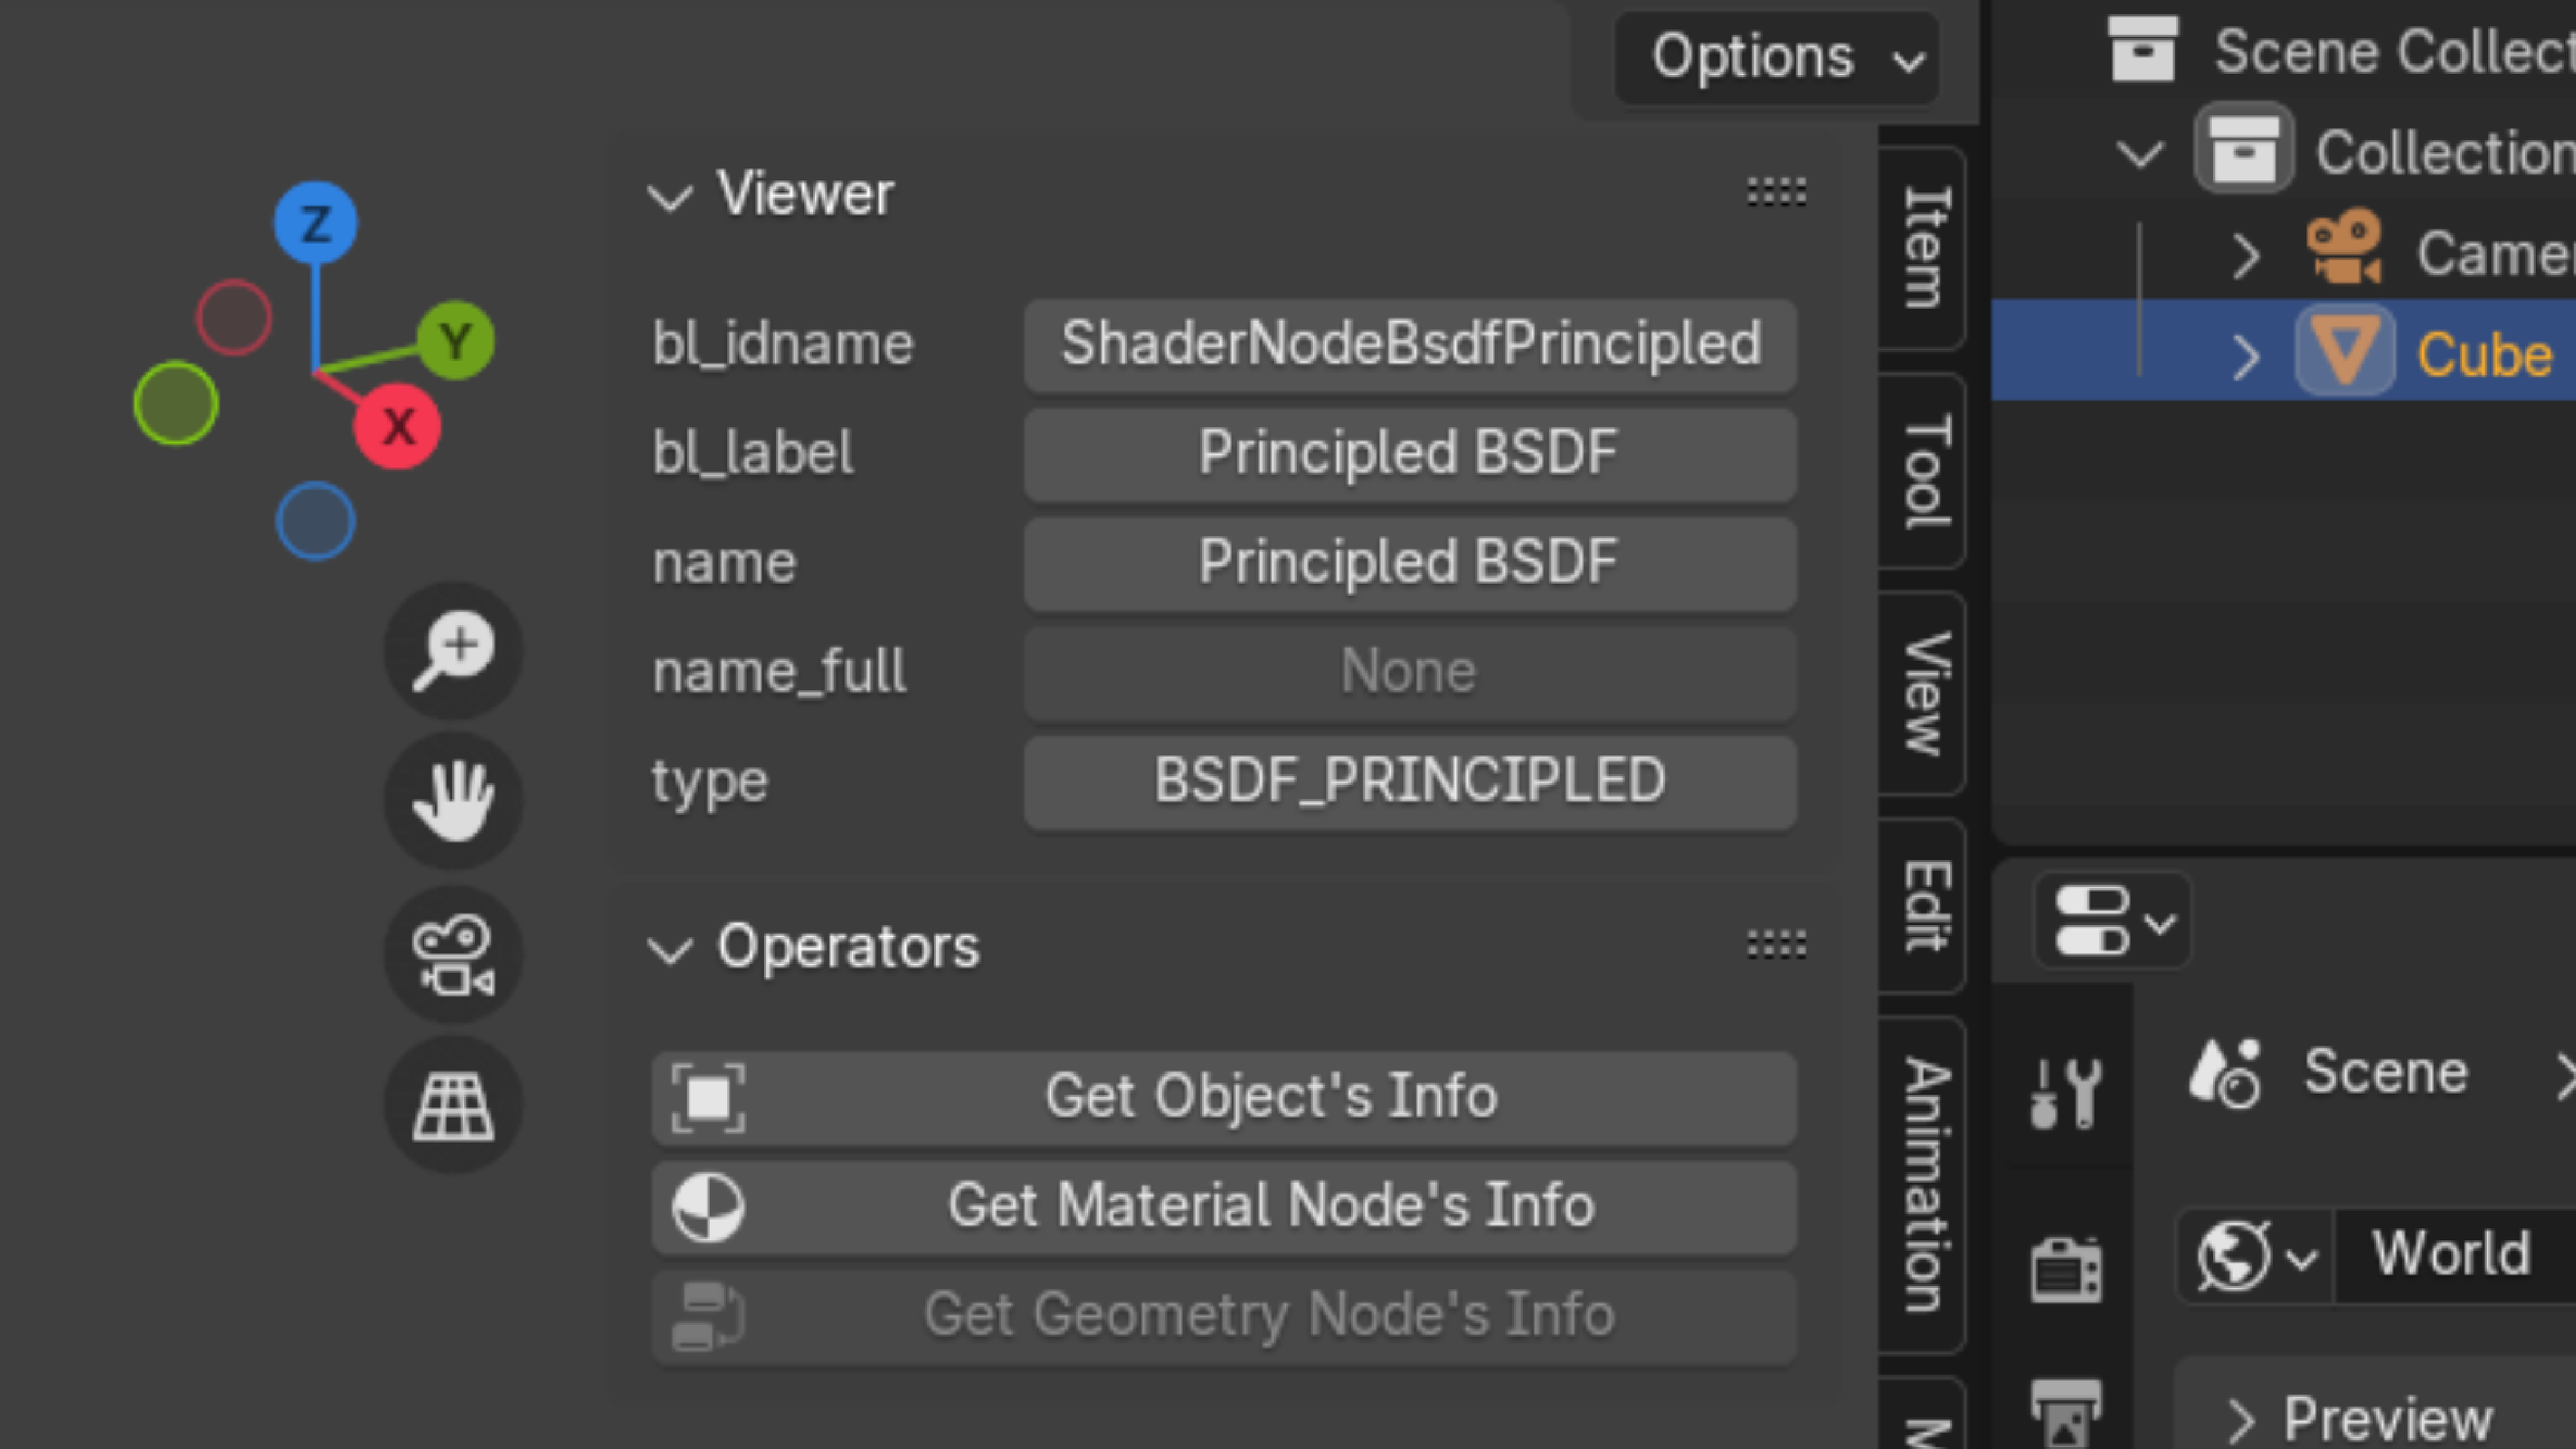 Options
Scene Collect
Collection
Came
Cube
Z
Y
X
Viewer
bl_idname ShaderNodeBsdfPrincipled
bl_label Principled BSDF
name Principled BSDF
name_full None
type BSDF_PRINCIPLED
Operators
Get Object's Info
Get Material Node's Info
Get Geometry Node's Info
Item
Tool
View
Edit
Animation
M
Scene
World
Preview